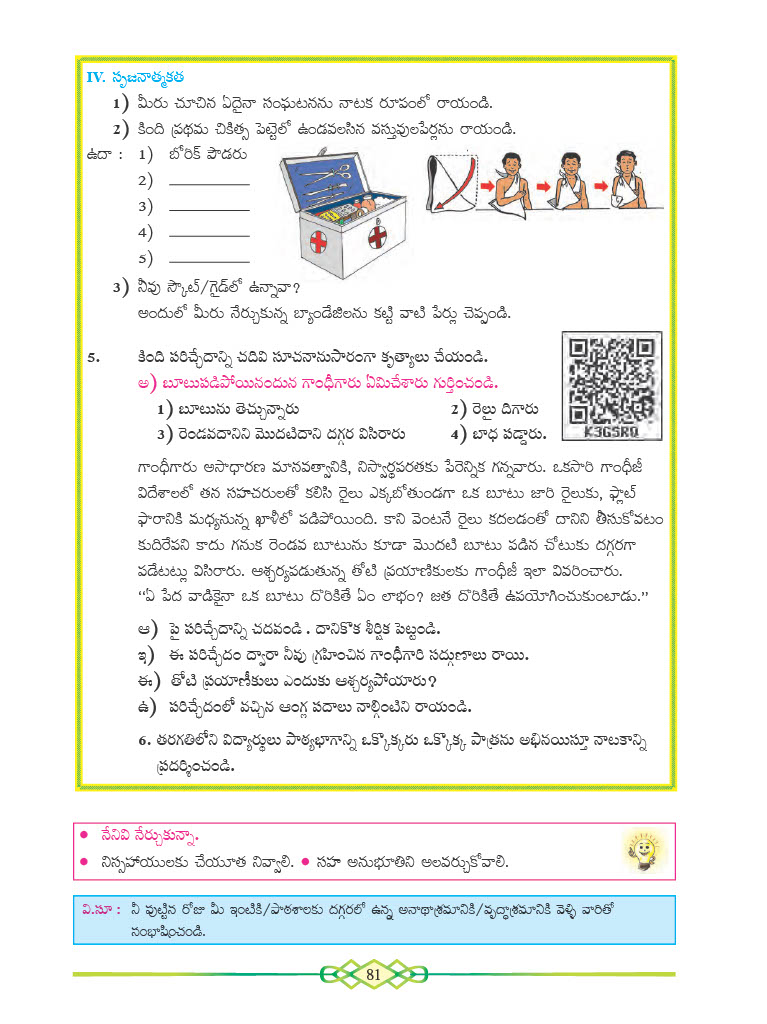 IV. సృజనాత్మకత
1) మీరు చూచిన ఏదైనా సంఘటనను నాటక రూపంలో రాయండి.
2) కింది ప్రథమ చికిత్స పెట్టెలో ఉండవలసిన వస్తువులపేర్లను రాయండి.
ఉదా : 1) బోరిక్ పౌడరు
2) ___________
3) ___________
4) ___________
5) ___________
3) నీవు స్కౌట్/గైడ్‌లో ఉన్నావా?
అందులో మీరు నేర్చుకున్న బ్యాండేజిలను కట్టి వాటి పేర్లు చెప్పండి.
5. కింది పరిచ్ఛేదాన్ని చదివి సూచనానుసారంగా కృత్యాలు చేయండి.
అ) బూటుపడిపోయినందున గాంధీగారు ఏమిచేశారు గుర్తించండి.
1) బూటును తెచ్చున్నారు 2) రైలు దిగారు
3) రెండవదానిని మొదటిదాని దగ్గర విసిరారు 4) బాధ పడ్డారు.
K3G5RQ
గాంధీగారు అసాధారణ మానవత్వానికి, నిస్వార్థపరతకు పేరెన్నిక గన్నవారు. ఒకసారి గాంధీజీ
విదేశాలలో తన సహచరులతో కలిసి రైలు ఎక్కబోతుండగా ఒక బూటు జారి రైలుకు, ఫ్లాట్
ఫారానికి మధ్యనున్న ఖాళీలో పడిపోయింది. కాని వెంటనే రైలు కదలడంతో దానిని తీసుకోవటం
కుదిరేపని కాదు గనుక రెండవ బూటును కూడా మొదటి బూటు పడిన చోటుకు దగ్గరగా
పడేటట్లు విసిరారు. ఆశ్చర్యపడుతున్న తోటి ప్రయాణికులకు గాంధీజీ ఇలా వివరించారు.
“ఏ పేద వాడికైనా ఒక బూటు దొరికితే ఏం లాభం? జత దొరికితే ఉపయోగించుకుంటాడు.”
ఆ) పై పరిచ్ఛేదాన్ని చదవండి . దానికొక శీర్షిక పెట్టండి.
ఇ) ఈ పరిచ్ఛేదం ద్వారా నీవు గ్రహించిన గాంధీగారి సద్గుణాలు రాయి.
ఈ) తోటి ప్రయాణీకులు ఎందుకు ఆశ్చర్యపోయారు?
ఉ) పరిచ్ఛేదంలో వచ్చిన ఆంగ్ల పదాలు నాల్గింటిని రాయండి.
6. తరగతిలోని విద్యార్థులు పాఠ్యభాగాన్ని ఒక్కొక్కరు ఒక్కొక్క పాత్రను అభినయిస్తూ నాటకాన్ని
ప్రదర్శించండి.
• నేనివి నేర్చుకున్నా.
• నిస్సహాయులకు చేయూత నివ్వాలి. • సహ అనుభూతిని అలవర్చుకోవాలి.
వి.సూ : నీ పుట్టిన రోజు మీ ఇంటికి/పాఠశాలకు దగ్గరలో ఉన్న అనాథాశ్రమానికి/వృద్ధాశ్రమానికి వెళ్ళి వారితో
సంభాషించండి.
81